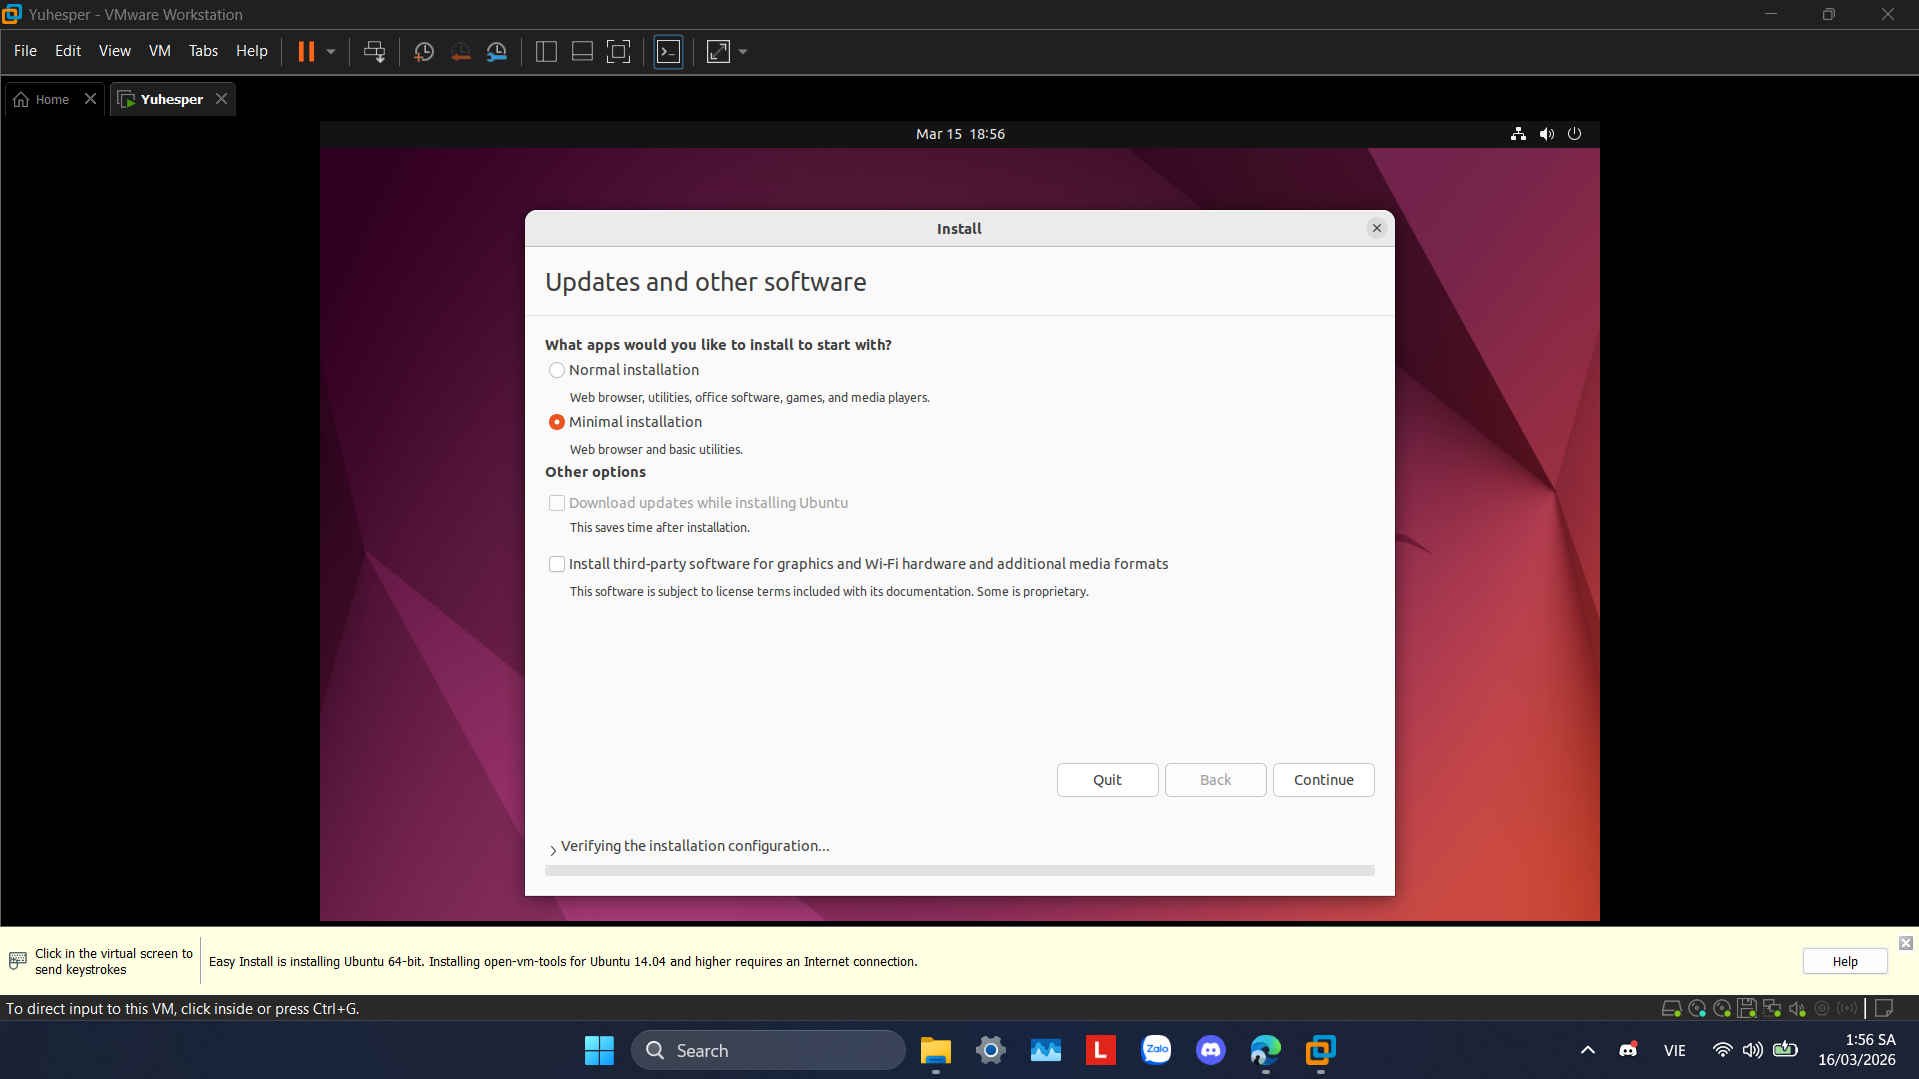 Yuhesper - VMware Workstation
File Edit View VM Tabs Help
Home Yuhesper
Mar 15 18:56
Install
Updates and other software
What apps would you like to install to start with?
Normal installation
Web browser, utilities, office software, games, and media players.
Minimal installation
Web browser and basic utilities.
Other options
Download updates while installing Ubuntu
This saves time after installation.
Install third-party software for graphics and Wi-Fi hardware and additional media formats
This software is subject to license terms included with its documentation. Some is proprietary.
Quit Back Continue
Verifying the installation configuration...
Click in the virtual screen to
send keystrokes
Easy Install is installing Ubuntu 64-bit. Installing open-vm-tools for Ubuntu 14.04 and higher requires an Internet connection.
Help
To direct input to this VM, click inside or press Ctrl+G.
Search
L
Zalo
VIE
1:56 SA
16/03/2026